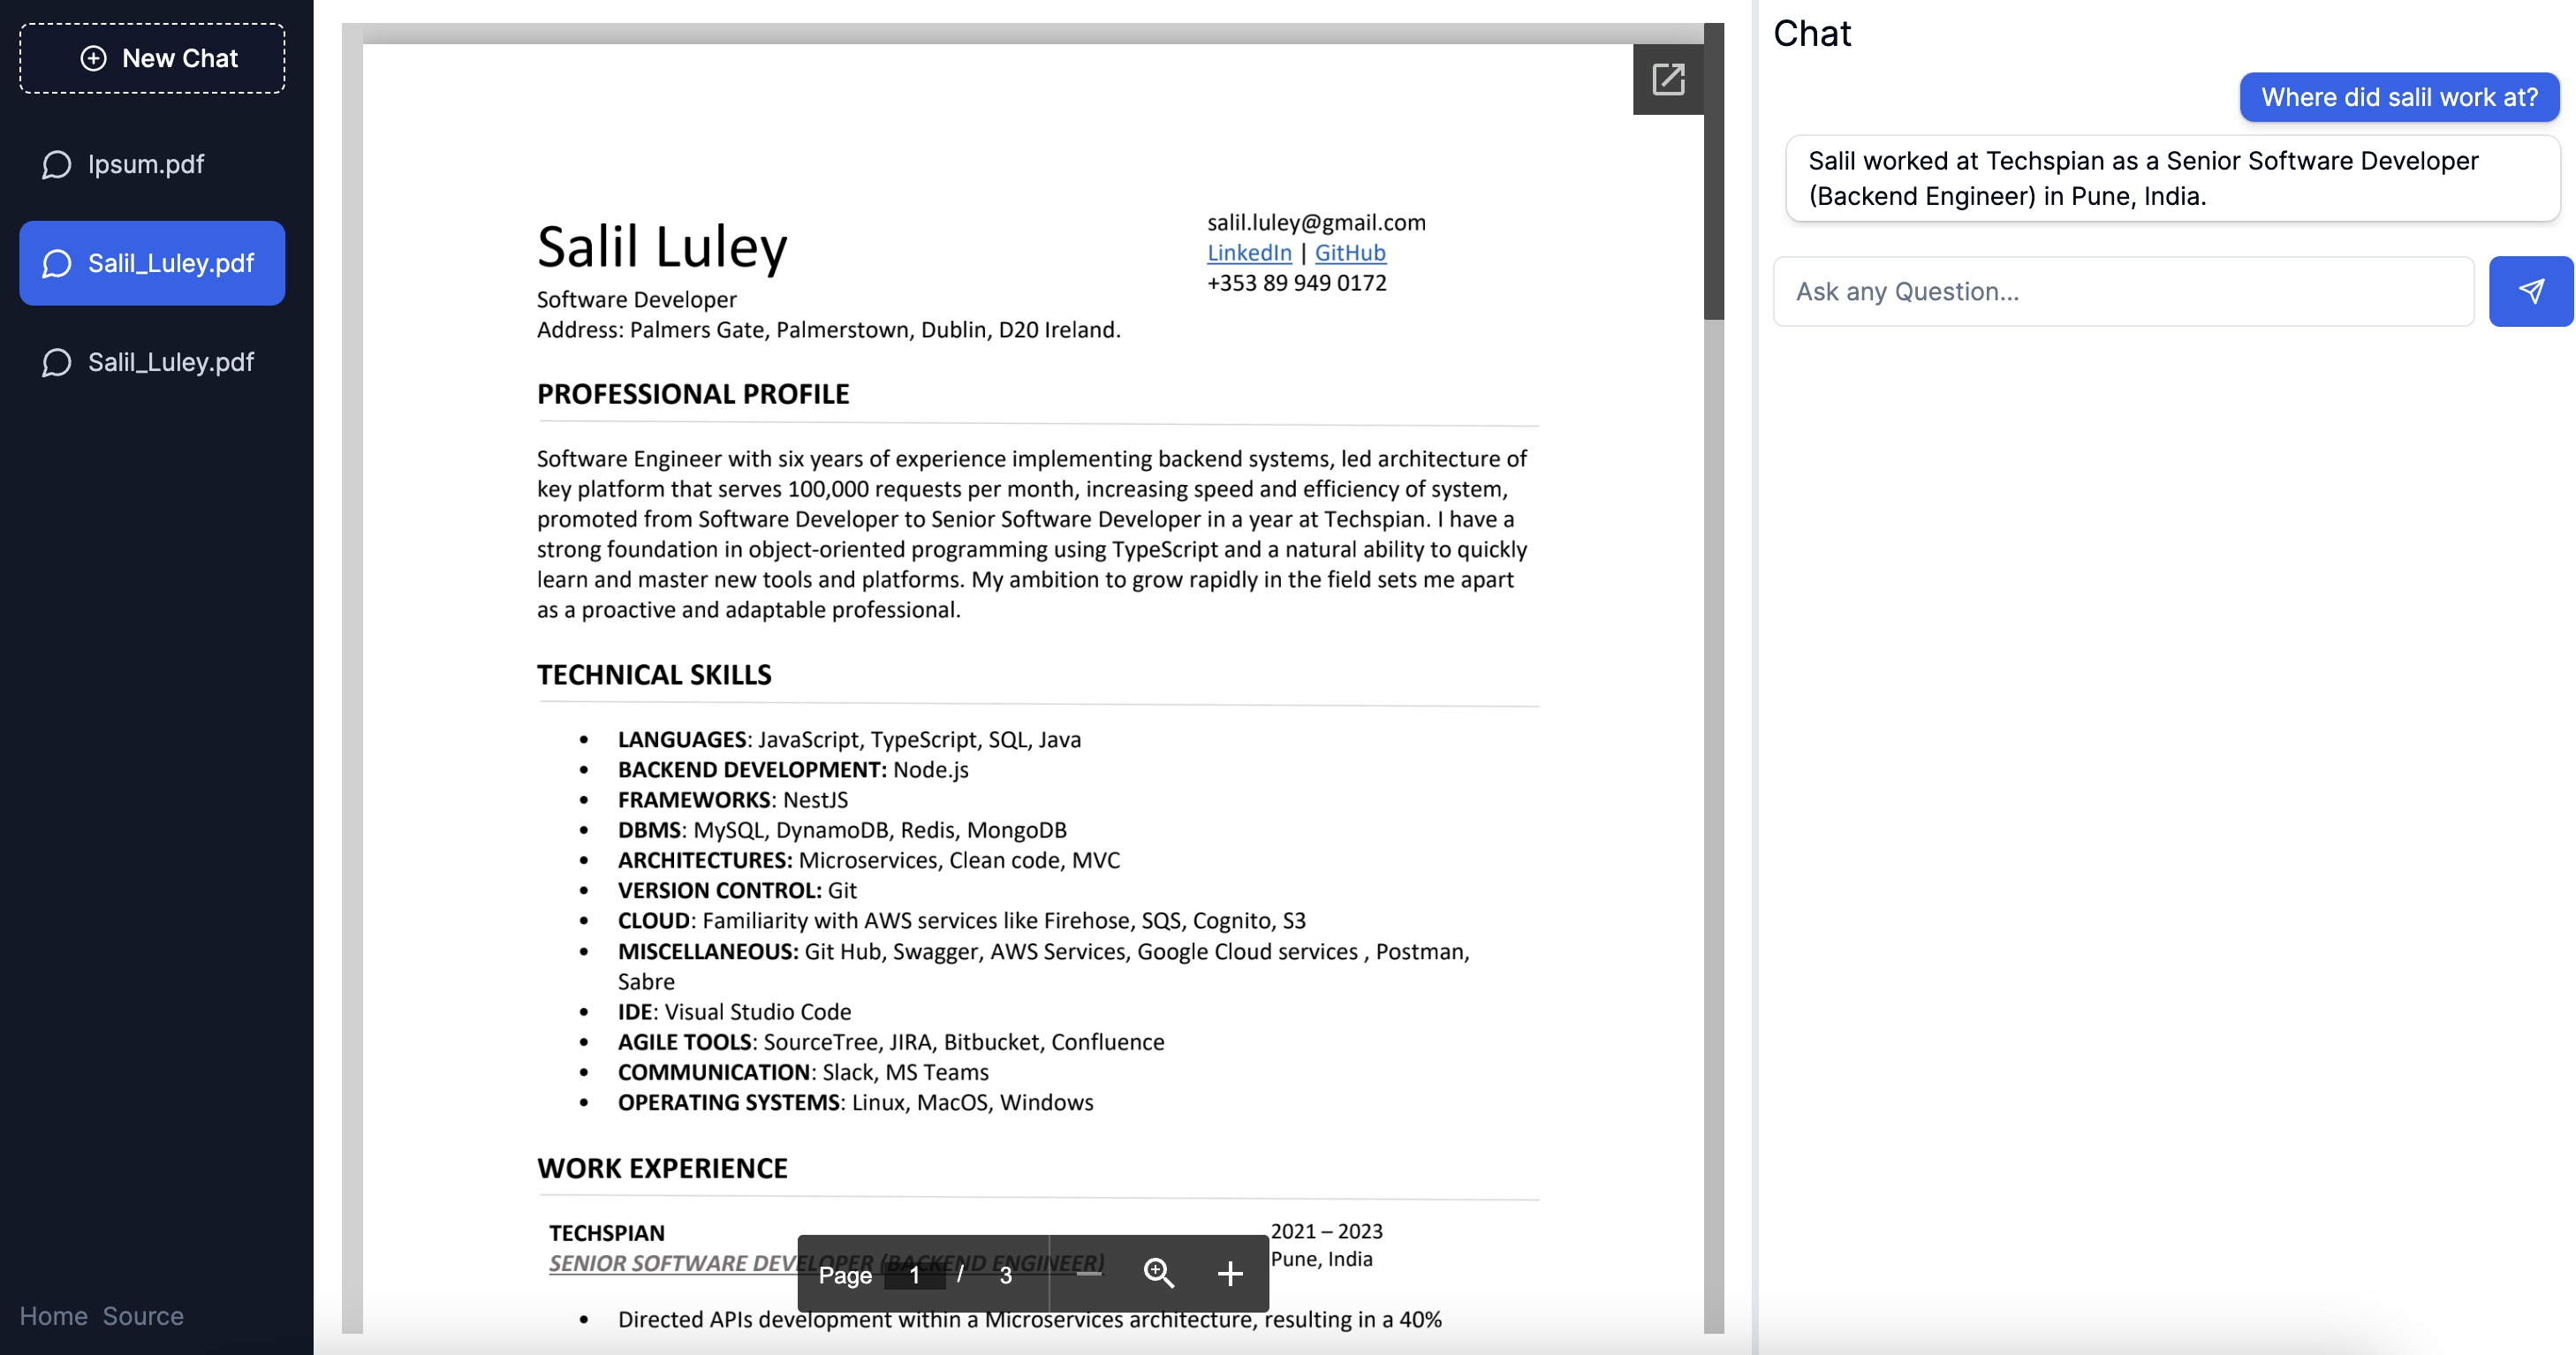 New Chat
Ipsum.pdf
Salil_Luley.pdf
Salil_Luley.pdf
Home Source
Salil Luley
Software Developer
Address: Palmers Gate, Palmerstown, Dublin, D20 Ireland.
salil.luley@gmail.com
LinkedIn | GitHub
+353 89 949 0172
PROFESSIONAL PROFILE
Software Engineer with six years of experience implementing backend systems, led architecture of
key platform that serves 100,000 requests per month, increasing speed and efficiency of system,
promoted from Software Developer to Senior Software Developer in a year at Techspian. I have a
strong foundation in object-oriented programming using TypeScript and a natural ability to quickly
learn and master new tools and platforms. My ambition to grow rapidly in the field sets me apart
as a proactive and adaptable professional.
TECHNICAL SKILLS
• LANGUAGES: JavaScript, TypeScript, SQL, Java
• BACKEND DEVELOPMENT: Node.js
• FRAMEWORKS: NestJS
• DBMS: MySQL, DynamoDB, Redis, MongoDB
• ARCHITECTURES: Microservices, Clean code, MVC
• VERSION CONTROL: Git
• CLOUD: Familiarity with AWS services like Firehose, SQS, Cognito, S3
• MISCELLANEOUS: Git Hub, Swagger, AWS Services, Google Cloud services , Postman,
Sabre
• IDE: Visual Studio Code
• AGILE TOOLS: SourceTree, JIRA, Bitbucket, Confluence
• COMMUNICATION: Slack, MS Teams
• OPERATING SYSTEMS: Linux, MacOS, Windows
WORK EXPERIENCE
TECHSPIAN
2021 – 2023
SENIOR SOFTWARE DEVELOPER (BACKEND ENGINEER)
Pune, India
Page 1 / 3
• Directed APIs development within a Microservices architecture, resulting in a 40%
Chat
Where did salil work at?
Salil worked at Techspian as a Senior Software Developer
(Backend Engineer) in Pune, India.
Ask any Question...